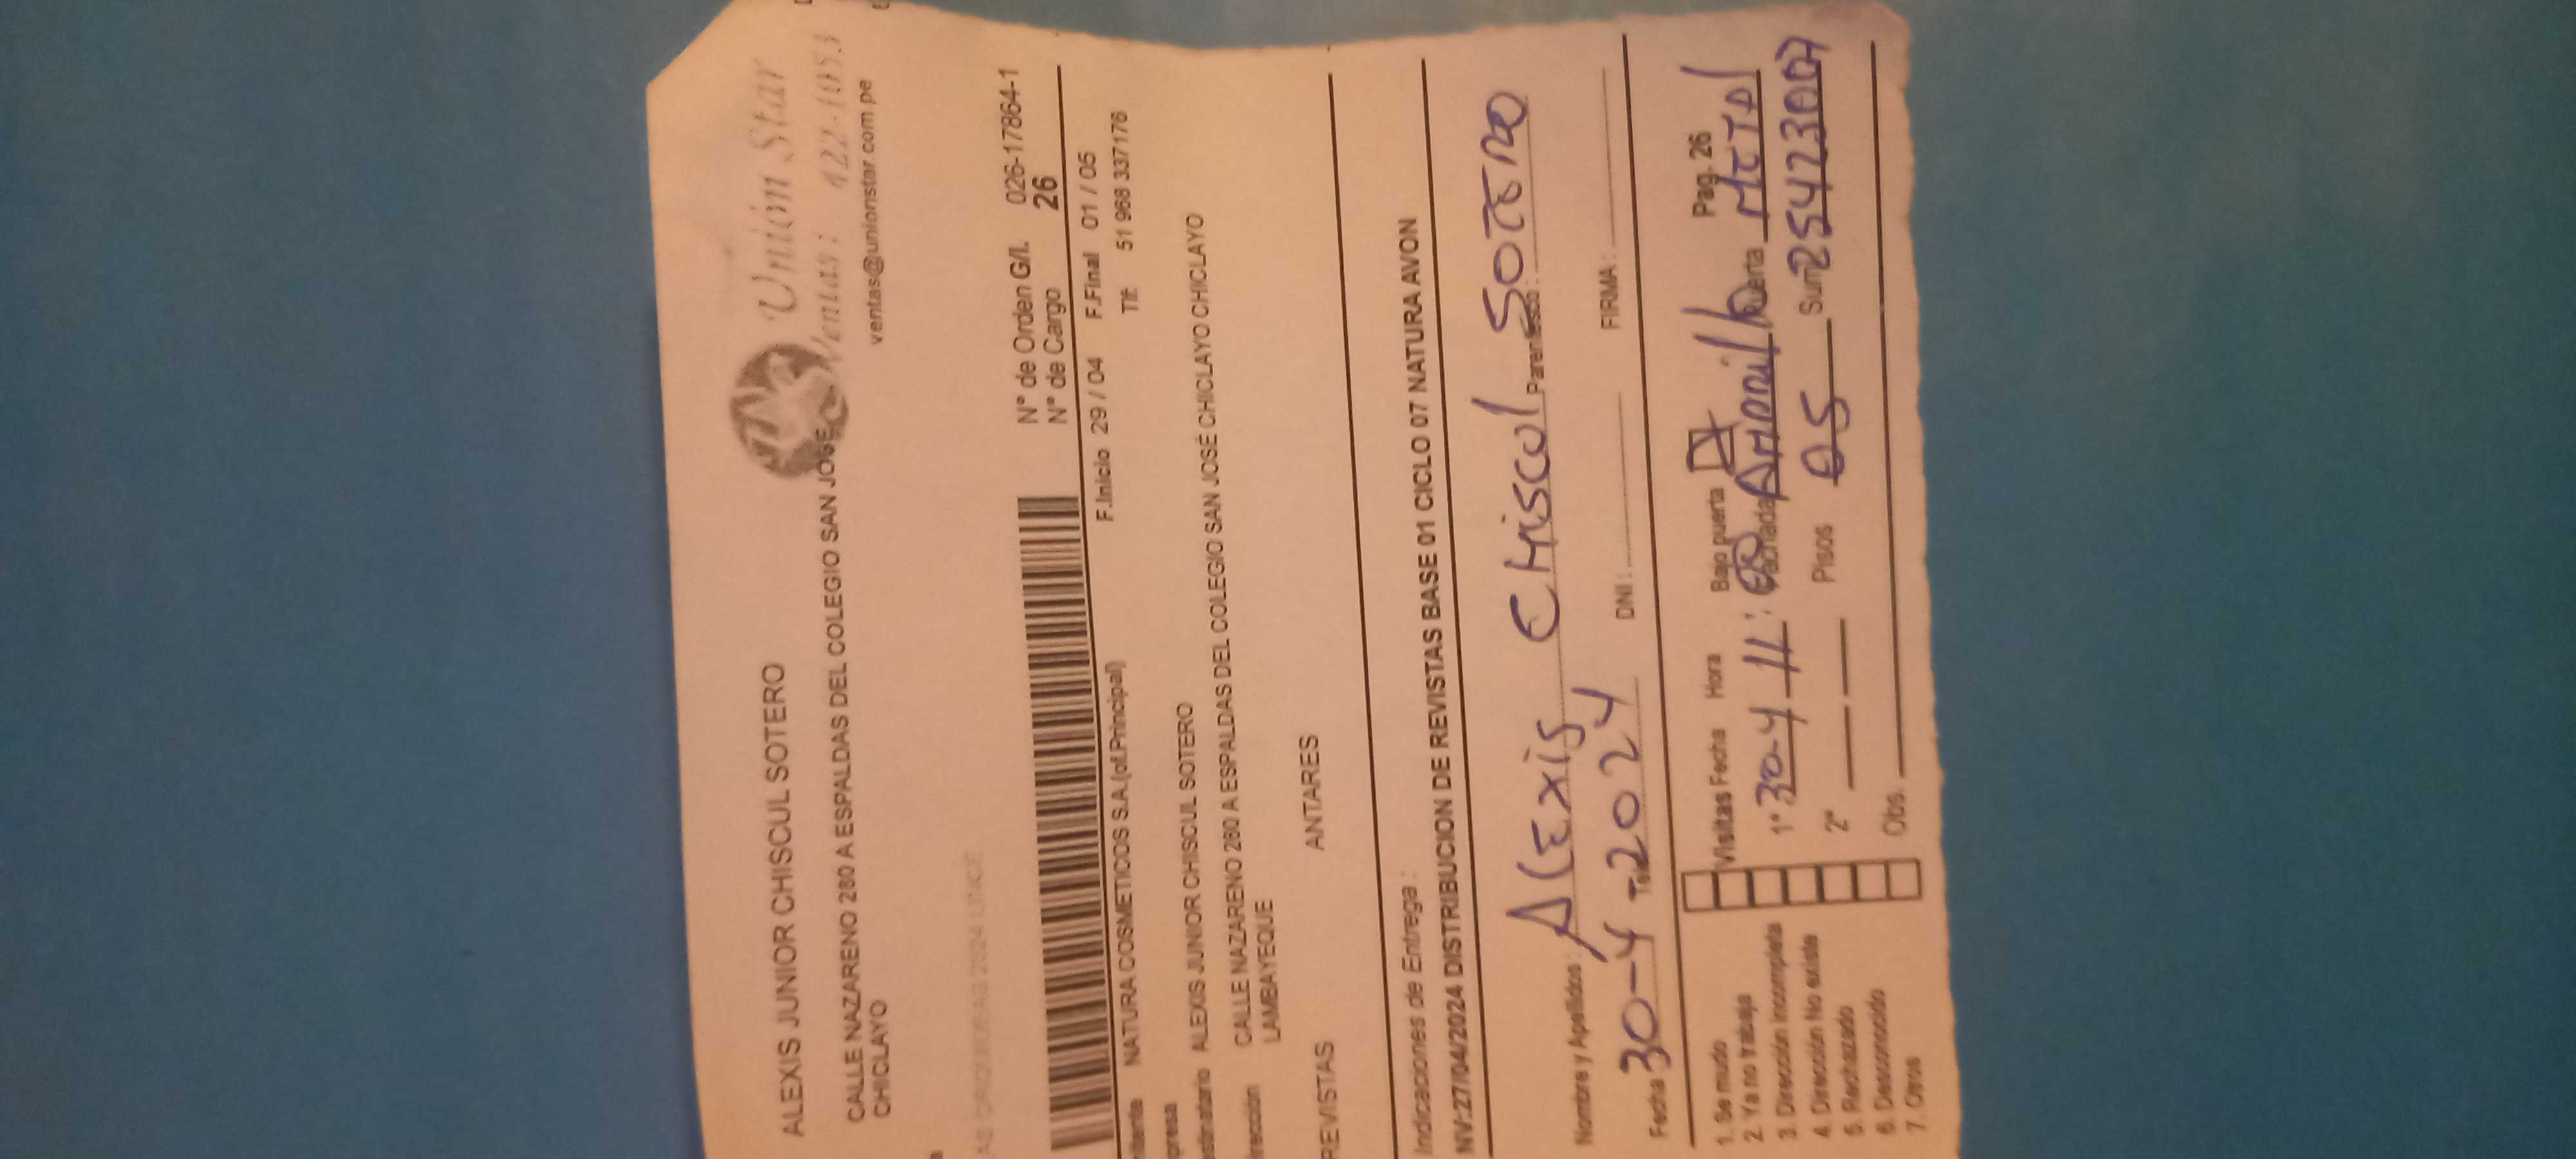 ALEXIS JUNIOR CHISCUL SOTERO
CALLE NAZARENO 280 A ESPALDAS DEL COLEGIO SAN JOSE
CHICLAYO
Unión Star
Ventas: 422-1053
ventas@unionstar.com.pe
N° de Orden G/I. 026-17864-1
N° de Cargo 26
F.Inicio 29 / 04 F.Final 01 / 05
NATURA COSMETICOS S.A.(of.Principal)
Tlf: 51 968 337176
ALEXIS JUNIOR CHISCUL SOTERO
CALLE NAZARENO 280 A ESPALDAS DEL COLEGIO SAN JOSÉ CHICLAYO CHICLAYO
LAMBAYEQUE
REVISTAS ANTARES
Indicaciones de Entrega :
NV:27/04/2024 DISTRIBUCION DE REVISTAS BASE 01 CICLO 07 NATURA AVON
Nombre y Apellidos : Alexis Chiscul Parentesco : Sotero
Fecha 30-4-2024 DNI : FIRMA :
1. Se mudo
2. Ya no trabaja
3. Dirección incompleta
4. Dirección No existe
5. Rechazado
6. Desconocido
7. Otros
Visitas Fecha Hora Bajo puerta Pag. 26
1° 30-4 11: Fachada Puerta
2° Pisos Sum 25423007
Obs.